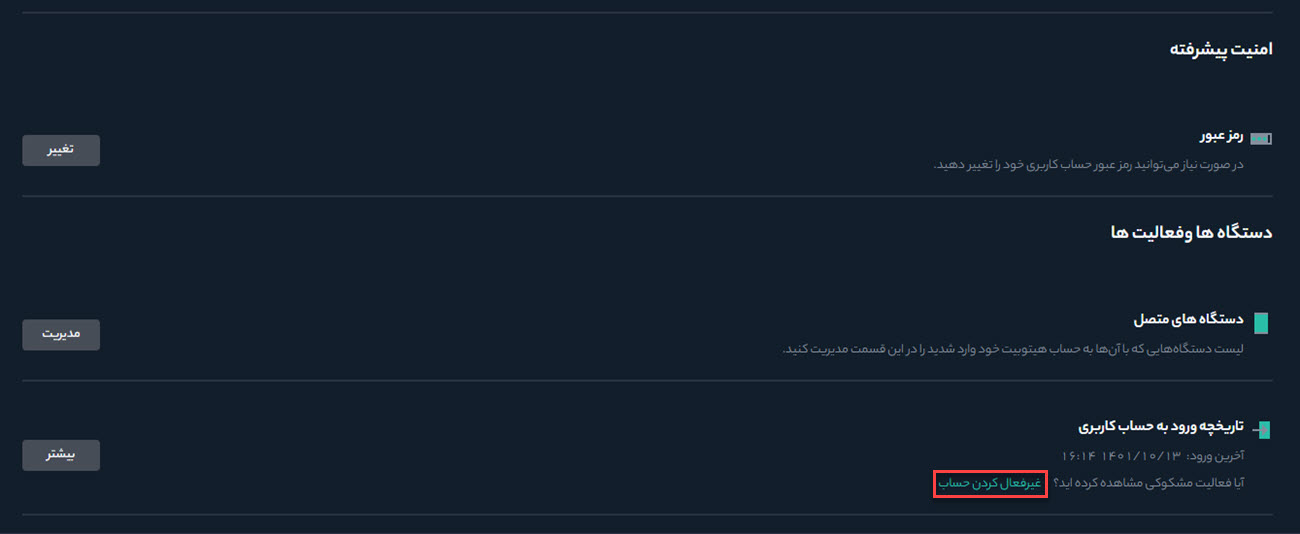 امنیت پیشرفته
رمز عبور
در صورت نیاز می‌توانید رمز عبور حساب کاربری خود را تغییر دهید.
تغییر
دستگاه ها وفعالیت ها
دستگاه های متصل
لیست دستگاه‌هایی که با آن‌ها به حساب هیتوبیت خود وارد شدید را در این قسمت مدیریت کنید.
مدیریت
تاریخچه ورود به حساب کاربری
آخرین ورود: ۱۴۰۱/۱۰/۱۳ ۱۶:۱۴
آیا فعالیت مشکوکی مشاهده کرده اید؟ غیرفعال کردن حساب
بیشتر